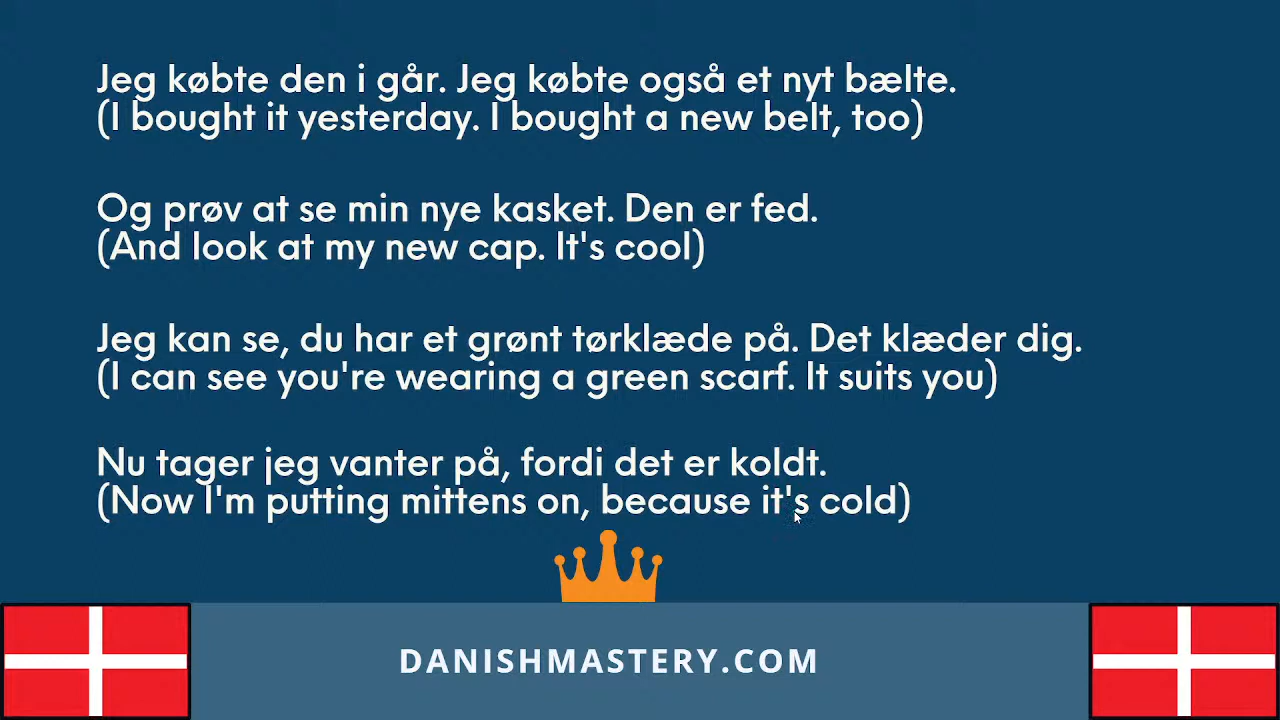 Jeg købte den i går. Jeg købte også et nyt bælte.
(I bought it yesterday. I bought a new belt, too)
Og prøv at se min nye kasket. Den er fed.
(And look at my new cap. It's cool)
Jeg kan se, du har et grønt tørklæde på. Det klæder dig.
(I can see you're wearing a green scarf. It suits you)
Nu tager jeg vanter på, fordi det er koldt.
(Now I'm putting mittens on, because it's cold)
DANISHMASTERY.COM